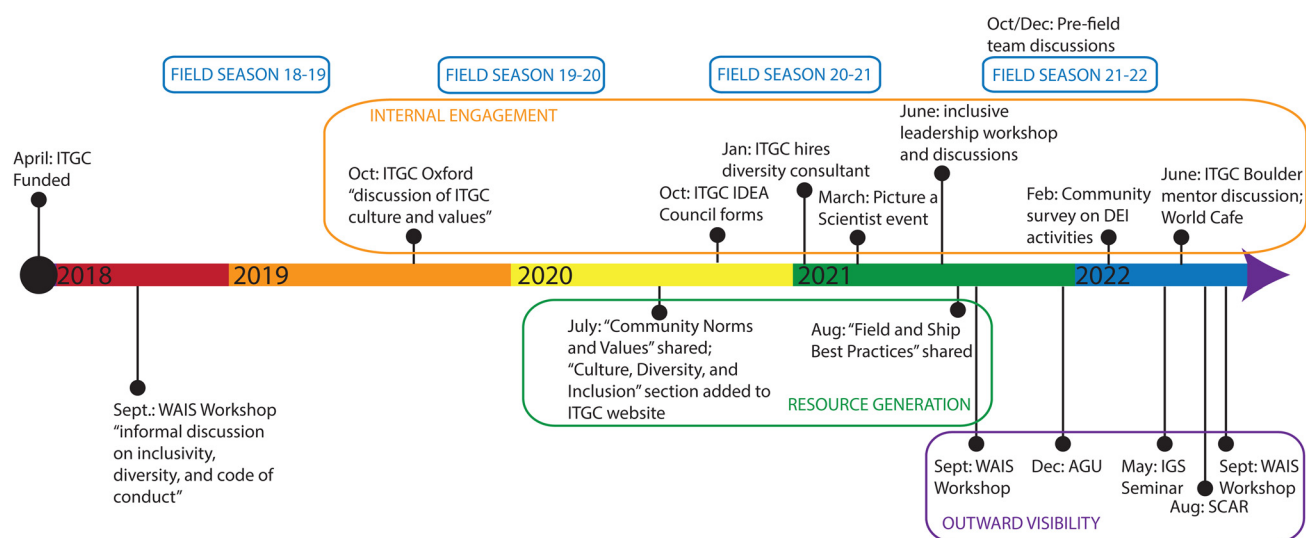 Oct/Dec: Pre-field
team discussions
FIELD SEASON 18-19
FIELD SEASON 19-20
FIELD SEASON 20-21
FIELD SEASON 21-22
INTERNAL ENGAGEMENT
April: ITGC
Funded
Oct: ITGC Oxford
“discussion of ITGC
culture and values”
Oct: ITGC IDEA
Council forms
Jan: ITGC hires
diversity consultant
March: Picture a
Scientist event
June: inclusive
leadership workshop
and discussions
Feb: Community
survey on DEI
activities
June: ITGC Boulder
mentor discussion;
World Cafe
2018
2019
2020
2021
2022
Sept.: WAIS Workshop
“informal discussion
on inclusivity,
diversity, and code of
conduct”
July: “Community Norms
and Values” shared;
“Culture, Diversity, and
Inclusion” section added to
ITGC website
Aug: “Field and Ship
Best Practices” shared
RESOURCE GENERATION
Sept: WAIS
Workshop
Dec: AGU
May: IGS
Seminar
Aug: SCAR
Sept: WAIS
Workshop
OUTWARD VISIBILITY